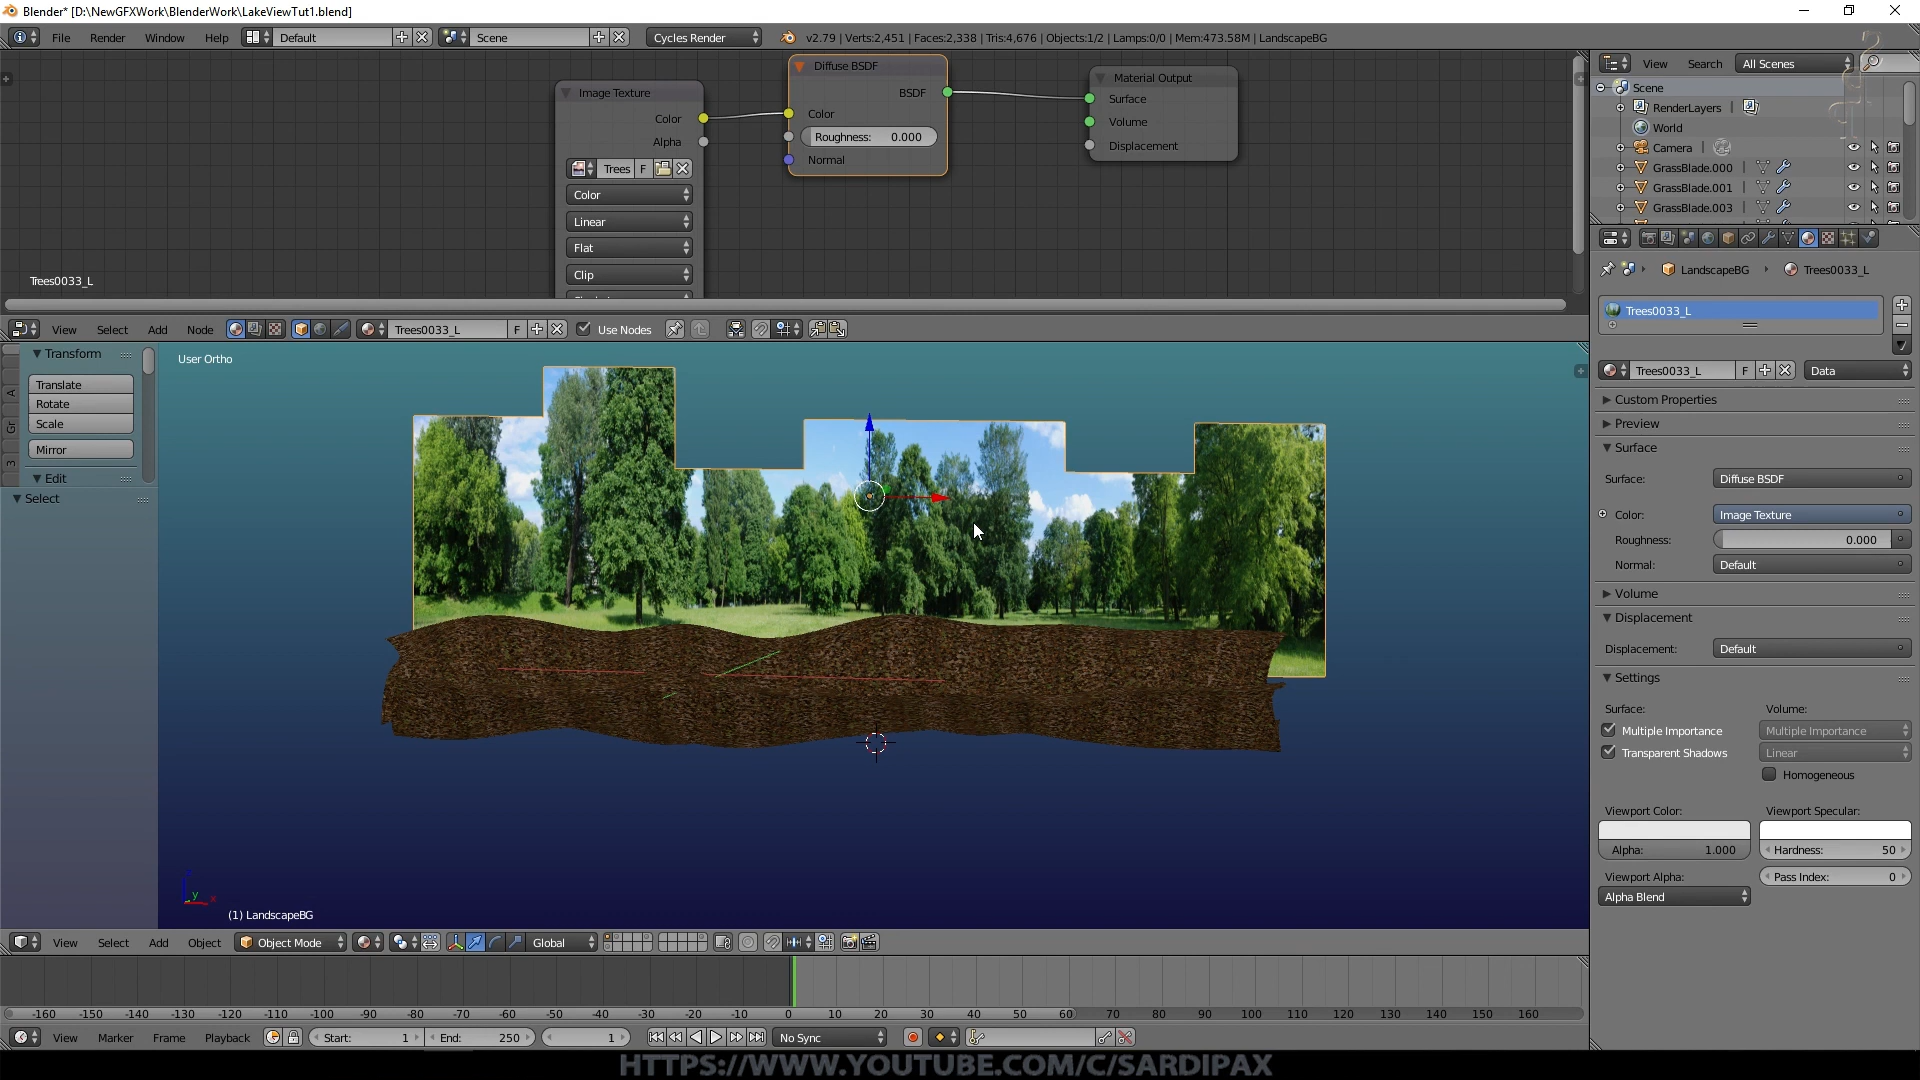 Blender* [D:\NewGFXWork\BlenderWork\LakeViewTut1.blend]
File Render Window Help Default Scene Cycles Render v2.79 | Verts:2,451 | Faces:2,338 | Tris:4,676 | Objects:1/2 | Lamps:0/0 | Mem:473.58M | LandscapeBG
Image Texture
Color
Alpha
Trees F
Color
Linear
Flat
Clip
Diffuse BSDF
BSDF
Color
Roughness: 0.000
Normal
Material Output
Surface
Volume
Displacement
Trees0033_L
View Select Add Node Trees0033_L F Use Nodes
Transform
Translate
Rotate
Scale
Mirror
Edit
Select
A
Gr
3
User Ortho
z
y
x
(1) LandscapeBG
View Select Add Object Object Mode Global
-160 -150 -140 -130 -120 -110 -100 -90 -80 -70 -60 -50 -40 -30 -20 -10 0 10 20 30 40 50 60 70 80 90 100 110 120 130 140 150 160
View Marker Frame Playback Start: 1 End: 250 1 No Sync
View Search All Scenes
Scene
RenderLayers |
World
Camera |
GrassBlade.000 |
GrassBlade.001 |
GrassBlade.003 |
LandscapeBG Trees0033_L
Trees0033_L
Trees0033_L F Data
Custom Properties
Preview
Surface
Surface: Diffuse BSDF
Color: Image Texture
Roughness: 0.000
Normal: Default
Volume
Displacement
Displacement: Default
Settings
Surface: Volume:
Multiple Importance Multiple Importance
Transparent Shadows Linear
Homogeneous
Viewport Color: Viewport Specular:
Alpha: 1.000 Hardness: 50
Viewport Alpha: Pass Index: 0
Alpha Blend
HTTPS://WWW.YOUTUBE.COM/C/SARDIPAX